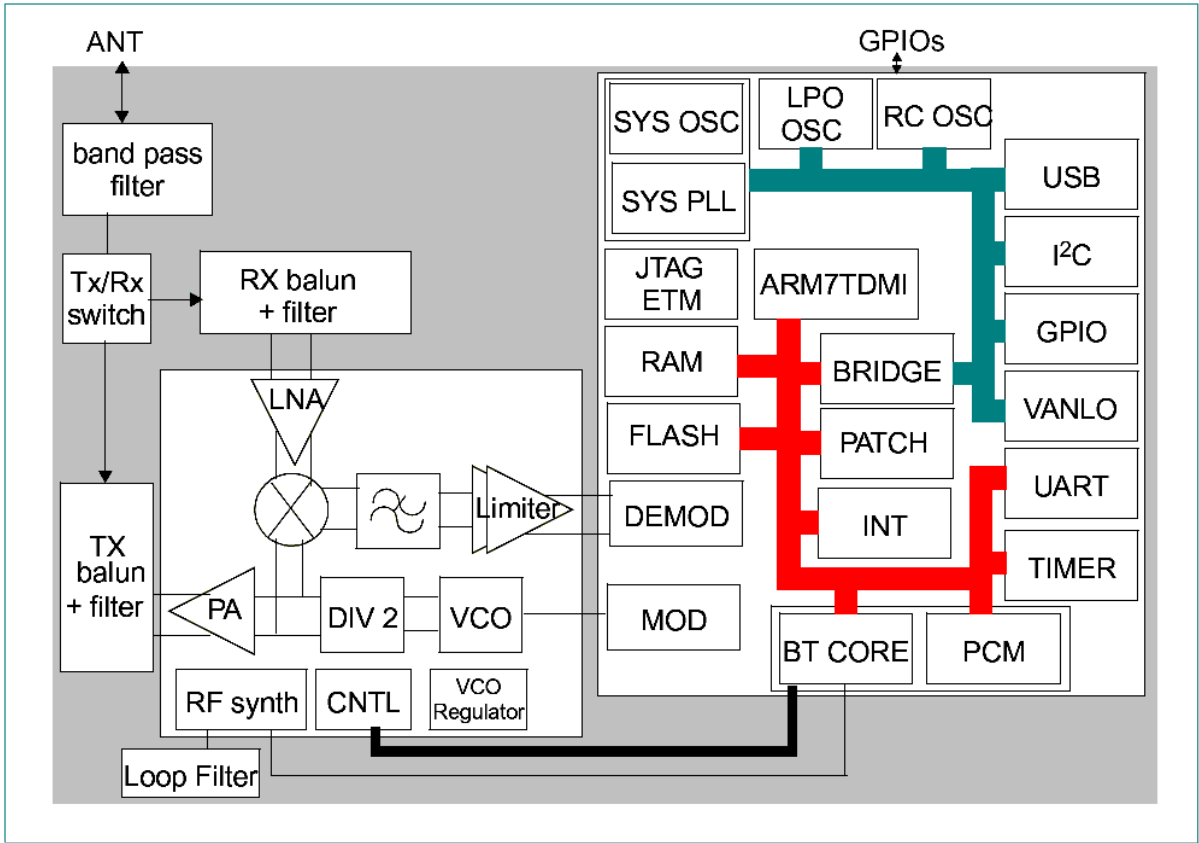 ANT
GPIOs
band pass
filter
Tx/Rx
switch
RX balun
+ filter
LNA
Limiter
TX
balun
+ filter
PA
DIV 2
VCO
RF synth
CNTL
VCO
Regulator
Loop Filter
SYS OSC
LPO
OSC
RC OSC
SYS PLL
USB
I²C
JTAG
ETM
ARM7TDMI
GPIO
RAM
BRIDGE
VANLO
FLASH
PATCH
UART
DEMOD
INT
TIMER
MOD
BT CORE
PCM